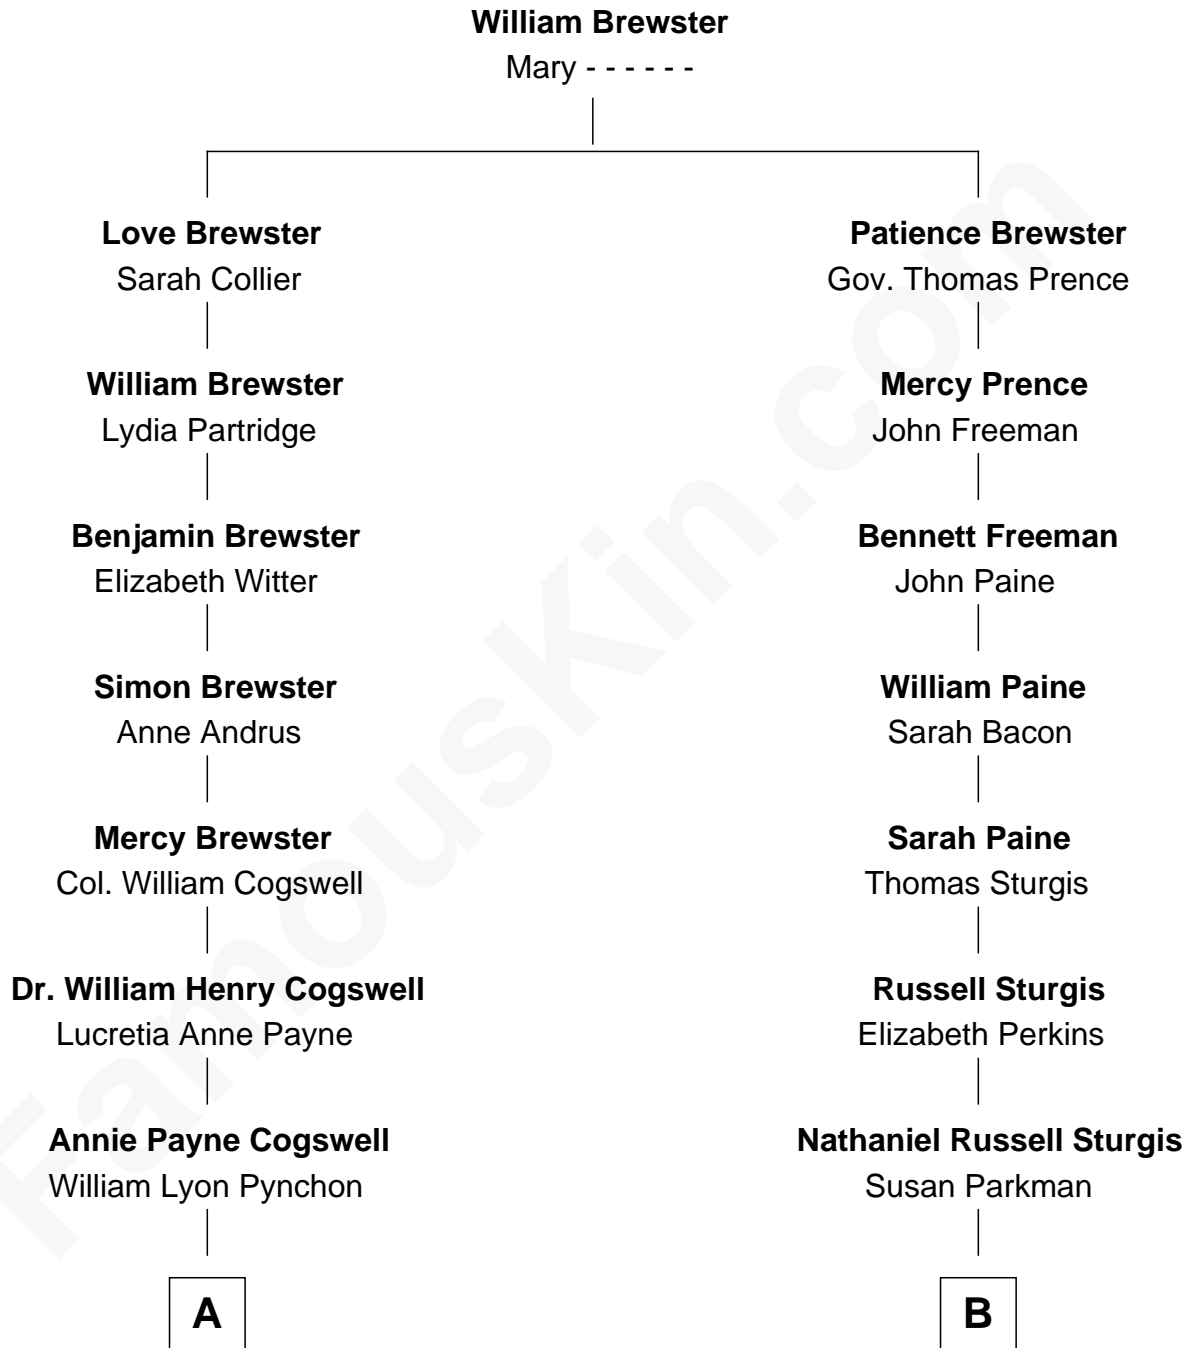 William Brewster
Mary - - - - - -
Love Brewster
Sarah Collier
Patience Brewster
Gov. Thomas Prence
William Brewster
Lydia Partridge
Mercy Prence
John Freeman
Benjamin Brewster
Elizabeth Witter
Bennett Freeman
John Paine
Simon Brewster
Anne Andrus
William Paine
Sarah Bacon
Mercy Brewster
Col. William Cogswell
Sarah Paine
Thomas Sturgis
Dr. William Henry Cogswell
Lucretia Anne Payne
Russell Sturgis
Elizabeth Perkins
Annie Payne Cogswell
William Lyon Pynchon
Nathaniel Russell Sturgis
Susan Parkman
A
B
FamousKin.com